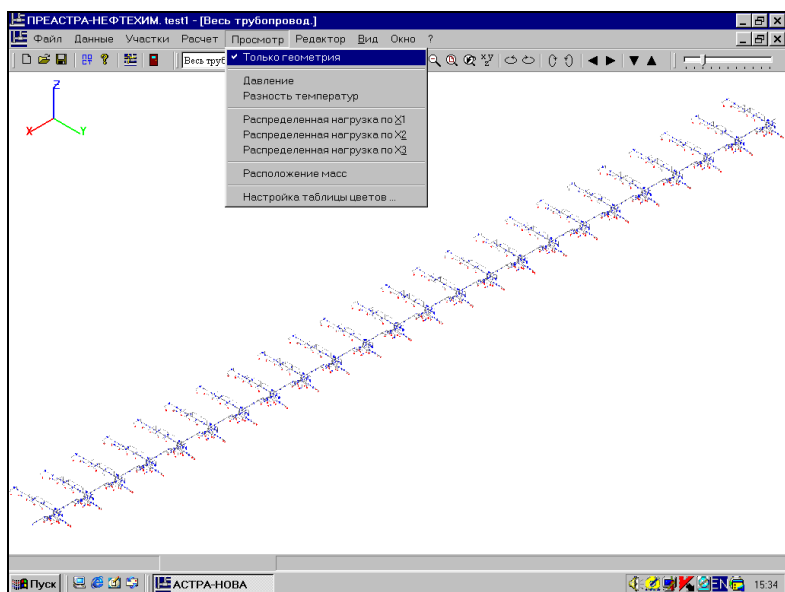 ПРЕАСТРА-НЕФТЕХИМ. test1 - [Весь трубопровод.]
Файл Данные Участки Расчет Просмотр Редактор Вид Окно ?
Весь труб
Только геометрия
Давление
Разность температур
Распределенная нагрузка по X1
Распределенная нагрузка по X2
Распределенная нагрузка по X3
Расположение масс
Настройка таблицы цветов ...
Z
X
Y
Пуск
АСТРА-НОВА
EN
15:34